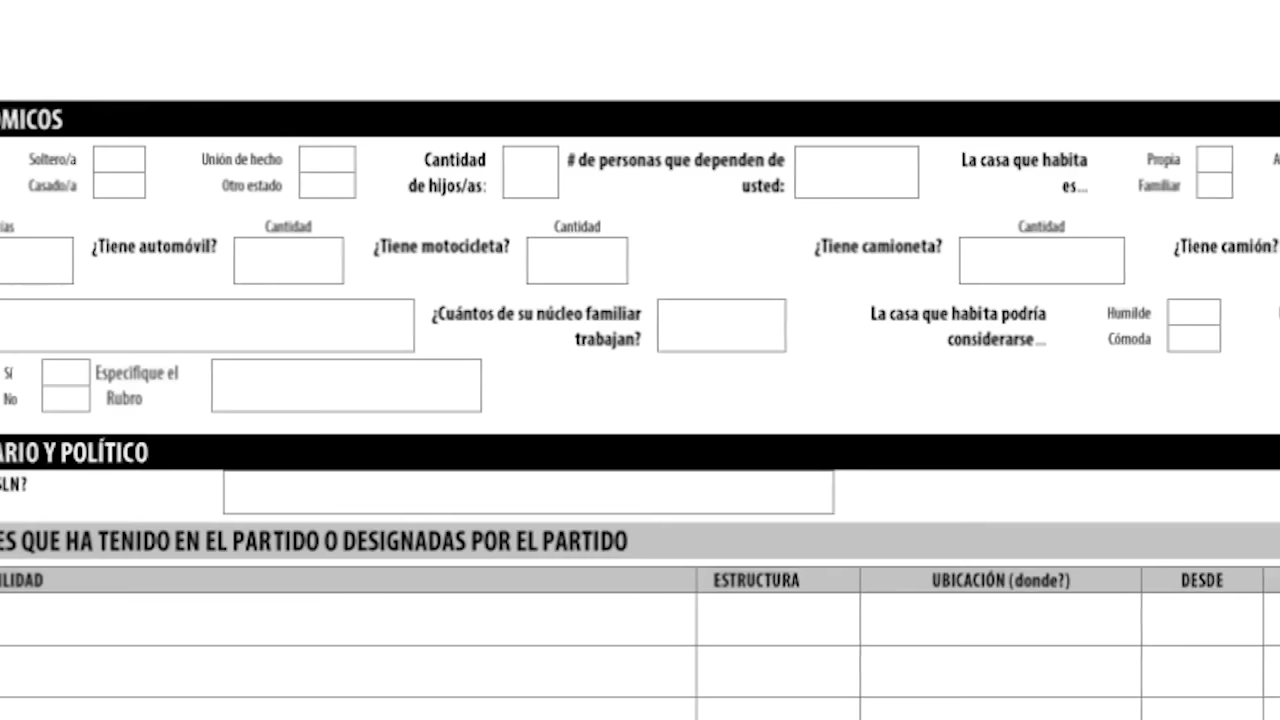 ÓMICOS
Soltero/a
Casado/a
Unión de hecho
Otro estado
Cantidad
de hijos/as:
# de personas que dependen de
usted:
La casa que habita
es...
Propia
Familiar
A
ías
¿Tiene automóvil?
Cantidad
¿Tiene motocicleta?
Cantidad
¿Tiene camioneta?
Cantidad
¿Tiene camión?
¿Cuántos de su núcleo familiar
trabajan?
La casa que habita podría
considerarse...
Humilde
Cómoda
Sí
No
Especifique el
Rubro
ARIO Y POLÍTICO
SLN?
ES QUE HA TENIDO EN EL PARTIDO O DESIGNADAS POR EL PARTIDO
ILIDAD
ESTRUCTURA
UBICACIÓN (donde?)
DESDE